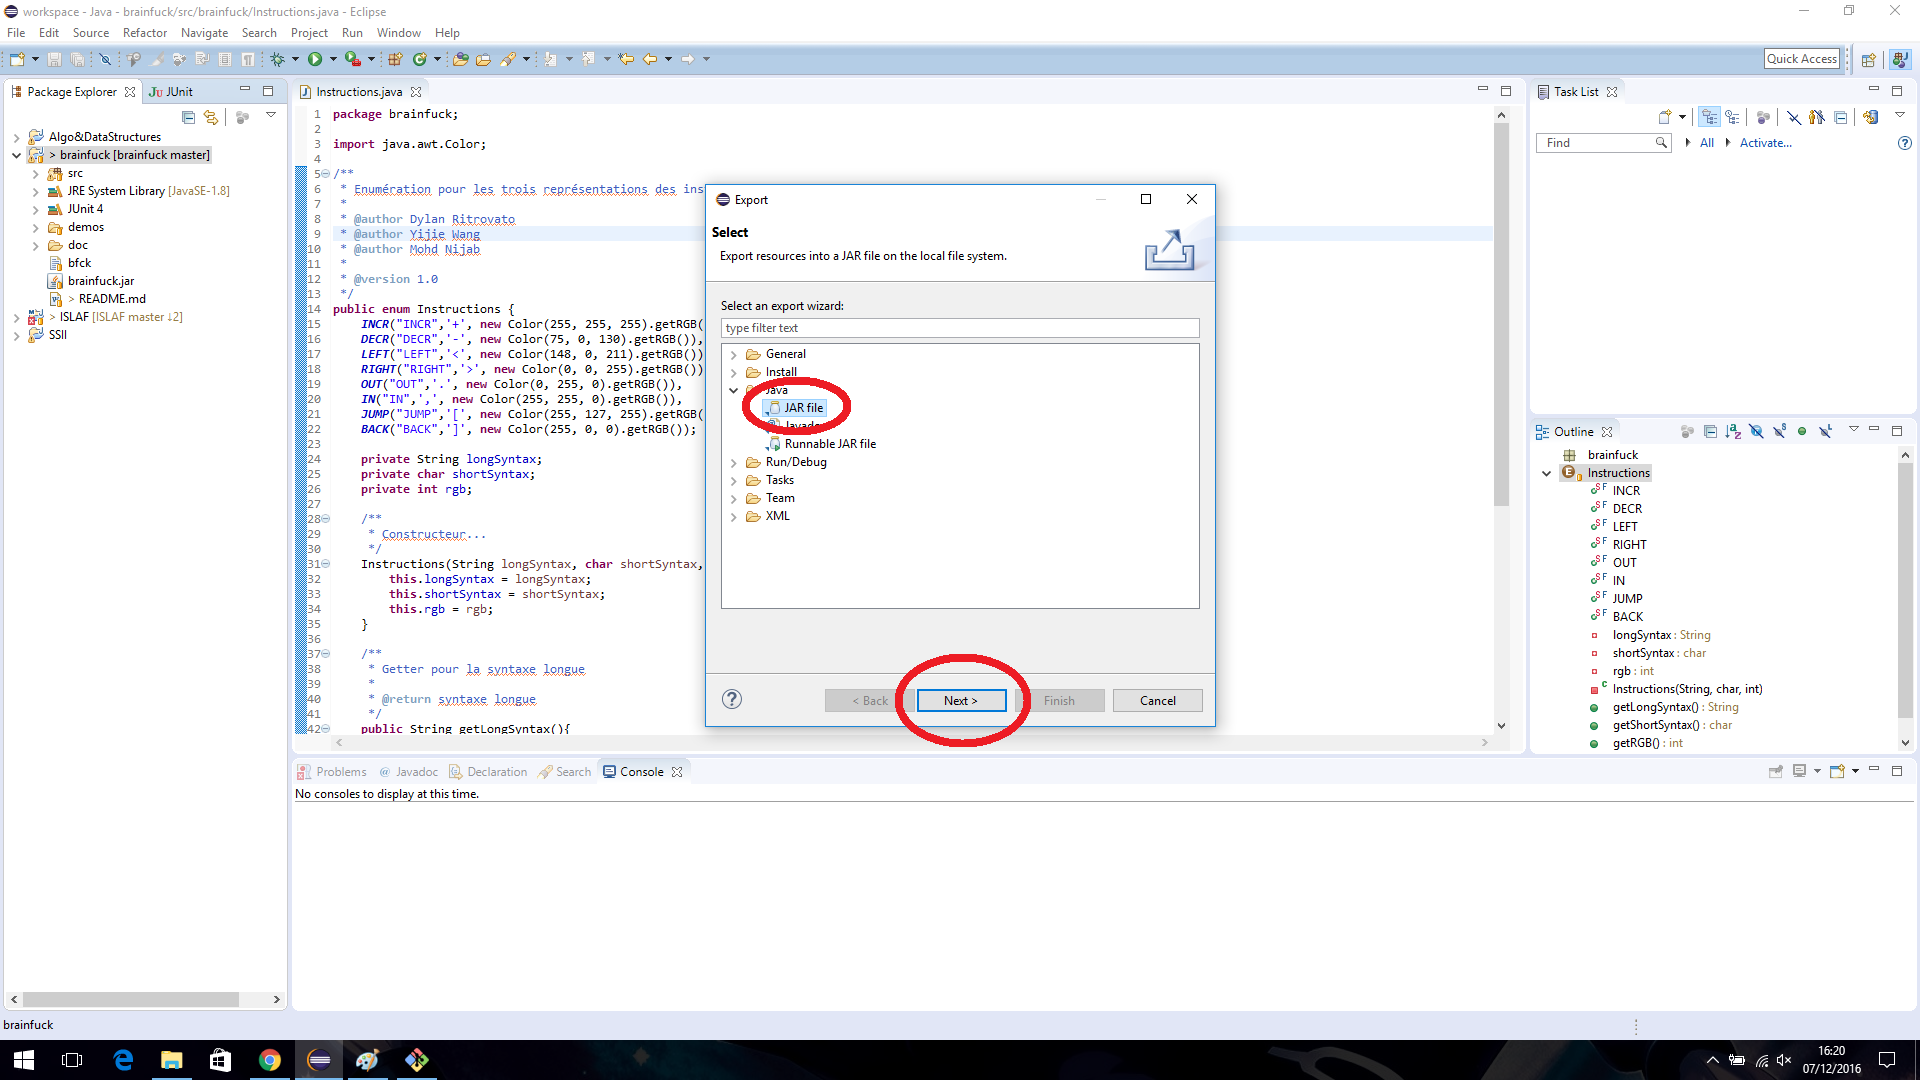 workspace - Java - brainfuck/src/brainfuck/Instructions.java - Eclipse
File Edit Source Refactor Navigate Search Project Run Window Help
Quick Access
Package Explorer
JUnit
Algo&DataStructures
> brainfuck [brainfuck master]
src
JRE System Library [JavaSE-1.8]
JUnit 4
demos
doc
bfck
brainfuck.jar
> README.md
> ISLAF [ISLAF master ↓2]
SSII
Instructions.java
1 package brainfuck;
2
3 import java.awt.Color;
4
5 /**
6 * Enumération pour les trois représentations des ins
7 *
8 * @author Dylan Ritrovato
9 * @author Yijie Wang
10 * @author Mohd Nijab
11 *
12 * @version 1.0
13 */
14 public enum Instructions {
15 INCR("INCR",'+', new Color(255, 255, 255).getRGB(
16 DECR("DECR",'-', new Color(75, 0, 130).getRGB()),
17 LEFT("LEFT",'<', new Color(148, 0, 211).getRGB())
18 RIGHT("RIGHT",'>', new Color(0, 0, 255).getRGB())
19 OUT("OUT",'.', new Color(0, 255, 0).getRGB()),
20 IN("IN",',', new Color(255, 255, 0).getRGB()),
21 JUMP("JUMP",'[', new Color(255, 127, 255).getRGB(
22 BACK("BACK",']', new Color(255, 0, 0).getRGB());
23
24 private String longSyntax;
25 private char shortSyntax;
26 private int rgb;
27
28 /**
29 * Constructeur...
30 */
31 Instructions(String longSyntax, char shortSyntax,
32 this.longSyntax = longSyntax;
33 this.shortSyntax = shortSyntax;
34 this.rgb = rgb;
35 }
36
37 /**
38 * Getter pour la syntaxe longue
39 *
40 * @return syntaxe longue
41 */
42 public String getLongSyntax(){
Export
Select
Export resources into a JAR file on the local file system.
Select an export wizard:
type filter text
General
Install
Java
JAR file
Runnable JAR file
Run/Debug
Tasks
Team
XML
< Back
Next >
Finish
Cancel
Task List
Find
All
Activate...
Outline
brainfuck
Instructions
INCR
DECR
LEFT
RIGHT
OUT
IN
JUMP
BACK
longSyntax : String
shortSyntax : char
rgb : int
Instructions(String, char, int)
getLongSyntax() : String
getShortSyntax() : char
getRGB() : int
Problems
@ Javadoc
Declaration
Search
Console
No consoles to display at this time.
brainfuck
16:20
07/12/2016